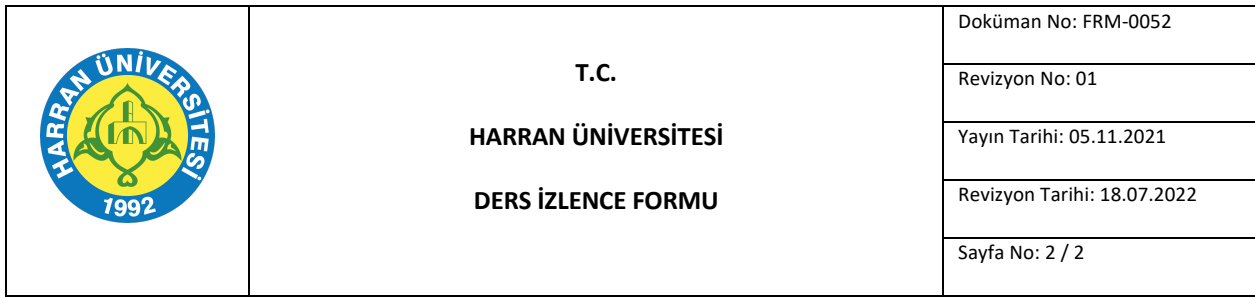 HARRAN ÜNİVERSİTESİ
1992
T.C.
HARRAN ÜNİVERSİTESİ
DERS İZLENCE FORMU
Doküman No: FRM-0052
Revizyon No: 01
Yayın Tarihi: 05.11.2021
Revizyon Tarihi: 18.07.2022
Sayfa No: 2 / 2